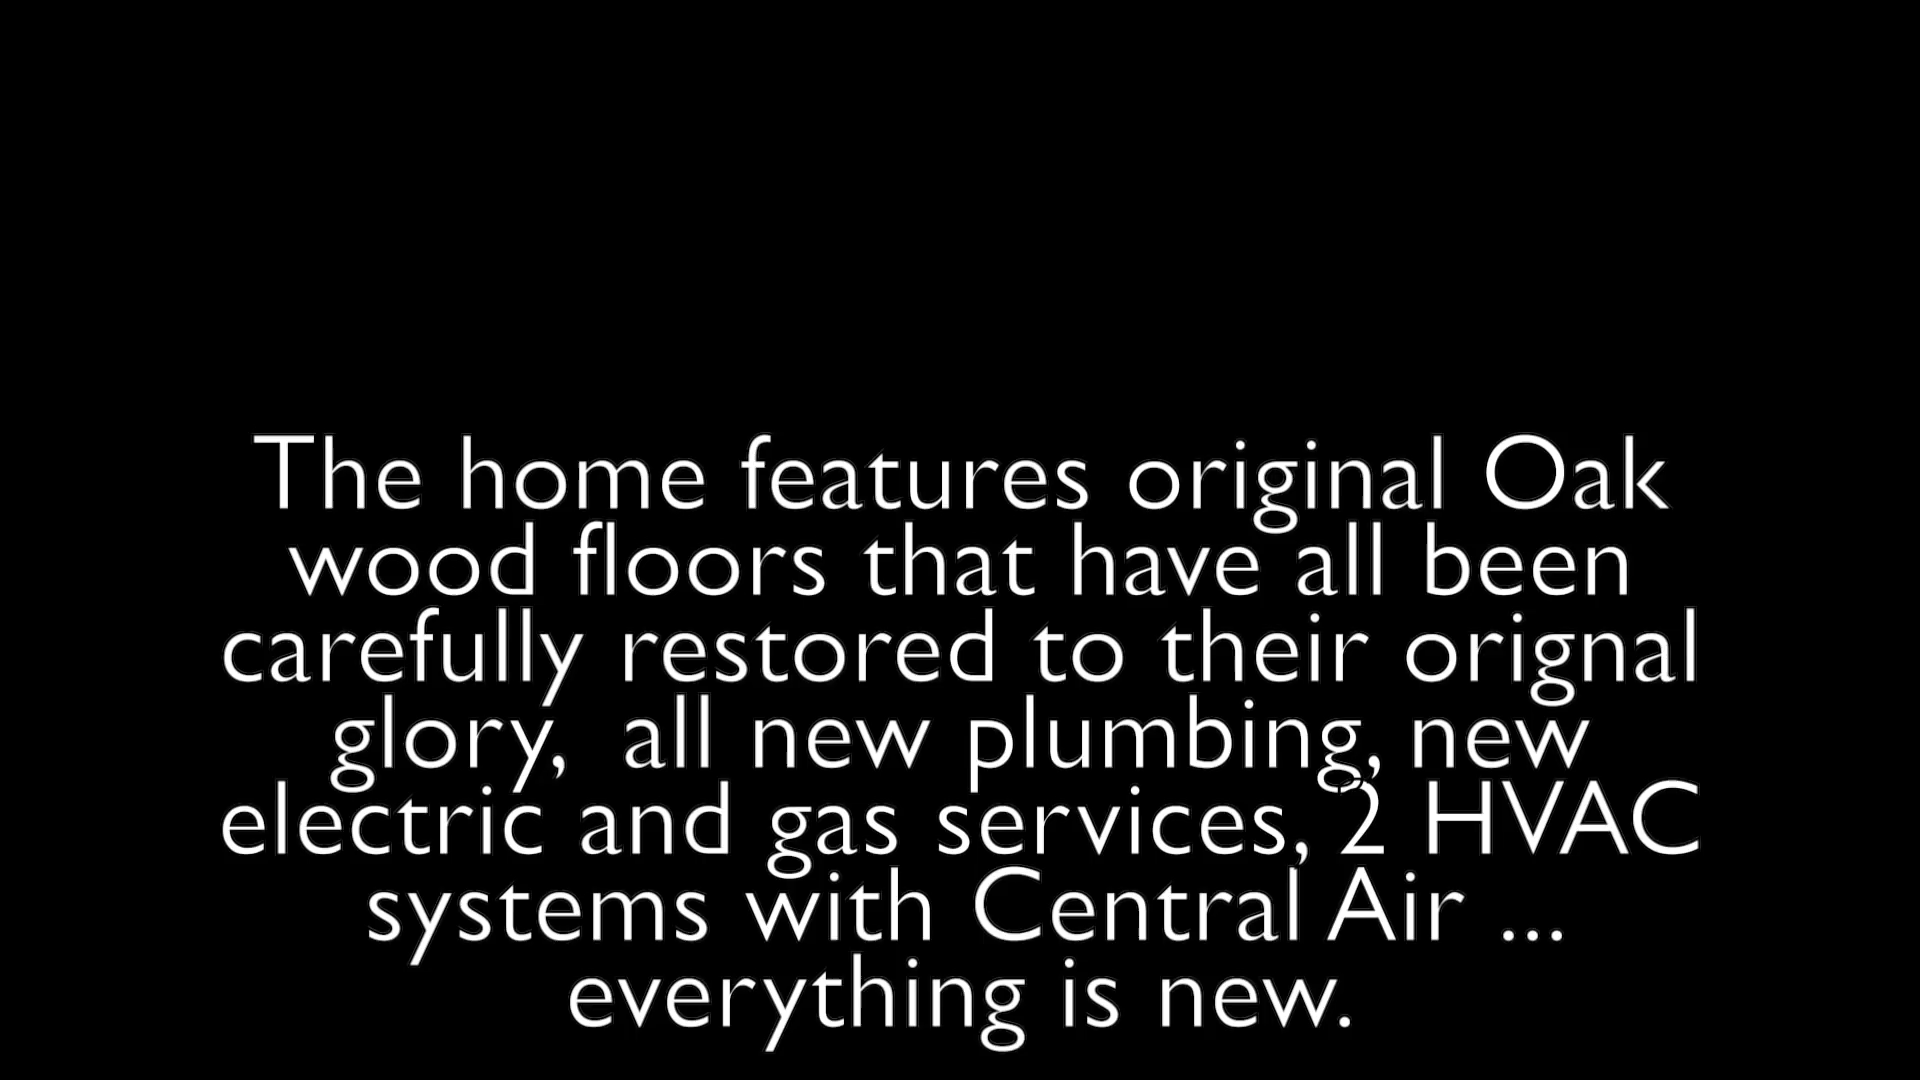 The home features original Oak
wood floors that have all been
carefully restored to their orignal
glory,  all new plumbing, new
electric and gas services, 2 HVAC
systems with Central Air ...
everything is new.